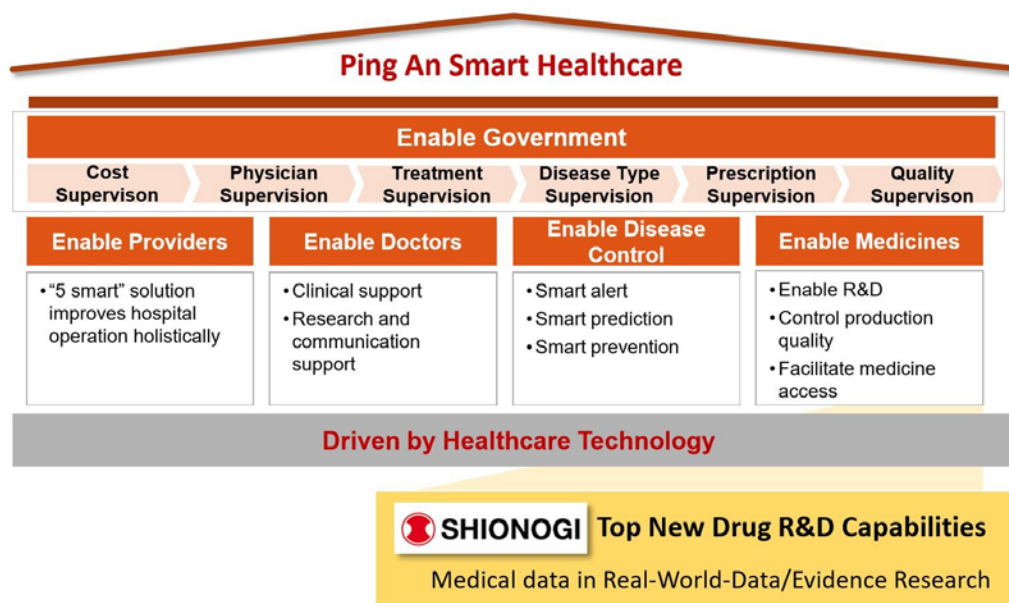 Ping An Smart Healthcare
Enable Government
Cost
Supervison
Physician
Supervision
Treatment
Supervision
Disease Type
Supervision
Prescription
Supervision
Quality
Supervison
Enable Providers
• “5 smart” solution
improves hospital
operation holistically
Enable Doctors
• Clinical support
• Research and
communication
support
Enable Disease
Control
• Smart alert
• Smart prediction
• Smart prevention
Enable Medicines
• Enable R&D
• Control production
quality
• Facilitate medicine
access
Driven by Healthcare Technology
SHIONOGI Top New Drug R&D Capabilities
Medical data in Real-World-Data/Evidence Research